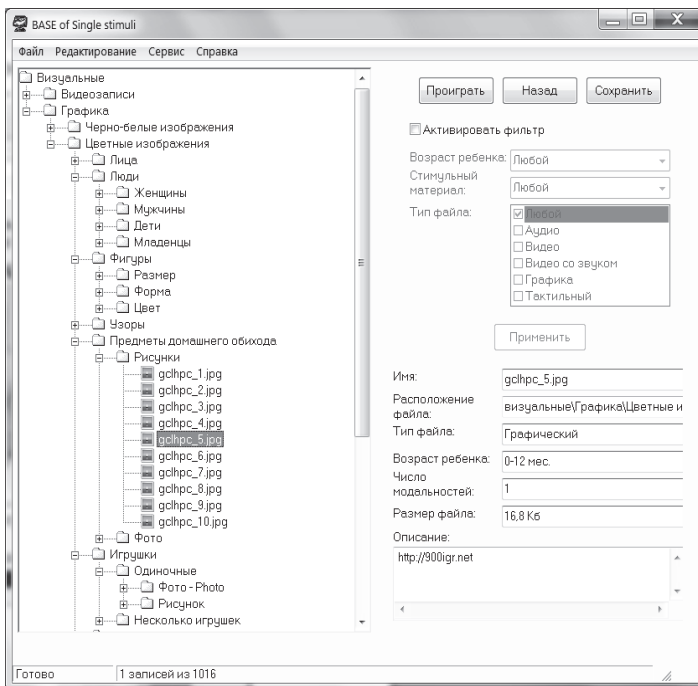 BASE of Single stimuli
Файл Редактирование Сервис Справка
Визуальные
Видеозаписи
Графика
Черно-белые изображения
Цветные изображения
Лица
Люди
Женщины
Мужчины
Дети
Младенцы
Фигуры
Размер
Форма
Цвет
Узоры
Предметы домашнего обихода
Рисунки
gclhpc_1.jpg
gclhpc_2.jpg
gclhpc_3.jpg
gclhpc_4.jpg
gclhpc_5.jpg
gclhpc_6.jpg
gclhpc_7.jpg
gclhpc_8.jpg
gclhpc_9.jpg
gclhpc_10.jpg
Фото
Игрушки
Одиночные
Фото - Photo
Рисунок
Несколько игрушек
Проиграть Назад Сохранить
Активировать фильтр
Возраст ребенка: Любой
Стимульный
материал: Любой
Тип файла: Любой
Аудио
Видео
Видео со звуком
Графика
Тактильный
Применить
Имя: gclhpc_5.jpg
Расположение
файла: визуальные\Графика\Цветные и
Тип файла: Графический
Возраст ребенка: 0-12 мес.
Число
модальностей: 1
Размер файла: 16,8 Кб
Описание:
http://900igr.net
Готово 1 записей из 1016